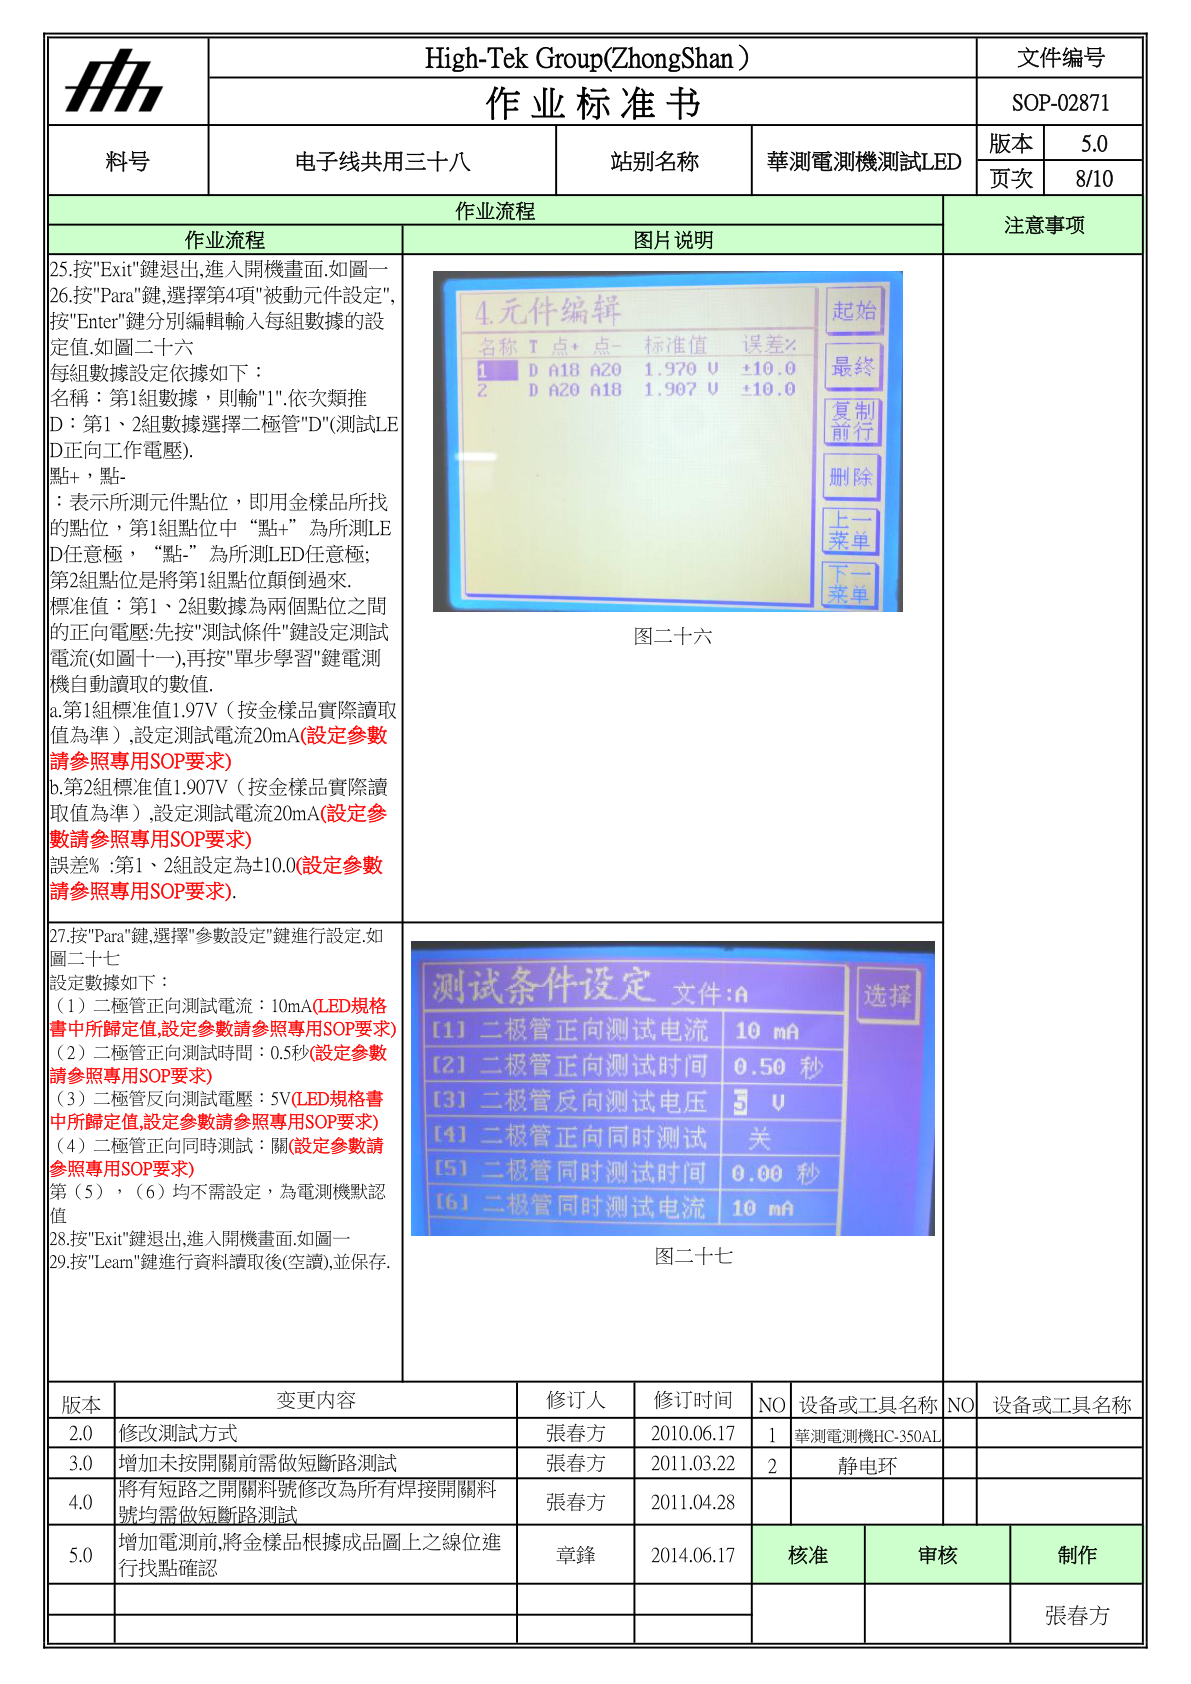 High-Tek Group(ZhongShan）
文件编号
作 业 标 准 书
SOP-02871
料号
电子线共用三十八
站别名称
華測電測機測試LED
版本
5.0
页次
8/10
作业流程
注意事项
作业流程
图片说明
25.按"Exit"鍵退出,進入開機畫面.如圖一
26.按"Para"鍵,選擇第4項"被動元件設定",
按"Enter"鍵分別編輯輸入每組數據的設
定值.如圖二十六
每組數據設定依據如下：
名稱：第1組數據，則輸"1".依次類推
D：第1、2組數據選擇二極管"D"(測試LE
D正向工作電壓).
點+，點-
：表示所測元件點位，即用金樣品所找
的點位，第1組點位中“點+”為所測LE
D任意極，“點-”為所測LED任意極;
第2組點位是將第1組點位顛倒過來.
標准值：第1、2組數據為兩個點位之間
的正向電壓:先按"測試條件"鍵設定測試
電流(如圖十一),再按"單步學習"鍵電測
機自動讀取的數值.
a.第1組標准值1.97V（按金樣品實際讀取
值為準）,設定測試電流20mA(設定參數
請參照專用SOP要求)
b.第2組標准值1.907V（按金樣品實際讀
取值為準）,設定測試電流20mA(設定參
數請參照專用SOP要求)
誤差% :第1、2組設定為±10.0(設定參數
請參照專用SOP要求).
4.元件编辑
名称 T 点+ 点- 标准值 误差%
1 D A18 A20 1.970 V ±10.0
2 D A20 A18 1.907 V ±10.0
起始
最终
复制
前行
删除
上一
菜单
下一
菜单
图二十六
27.按"Para"鍵,選擇"參數設定"鍵進行設定.如
圖二十七
設定數據如下：
（1）二極管正向測試電流：10mA(LED規格
書中所歸定值,設定參數請參照專用SOP要求)
（2）二極管正向測試時間：0.5秒(設定參數
請參照專用SOP要求)
（3）二極管反向測試電壓：5V(LED規格書
中所歸定值,設定參數請參照專用SOP要求)
（4）二極管正向同時測試：關(設定參數請
參照專用SOP要求)
第（5），（6）均不需設定，為電測機默認
值
28.按"Exit"鍵退出,進入開機畫面.如圖一
29.按"Learn"鍵進行資料讀取後(空讀),並保存.
测试条件设定 文件:A
选择
[1] 二极管正向测试电流 10 mA
[2] 二极管正向测试时间 0.50 秒
[3] 二极管反向测试电压 5 V
[4] 二极管正向同时测试 关
[5] 二极管同时测试时间 0.00 秒
[6] 二极管同时测试电流 10 mA
图二十七
版本 变更内容 修订人 修订时间 NO 设备或工具名称 NO 设备或工具名称
2.0 修改測試方式 張春方 2010.06.17 1 華測電測機HC-350AL
3.0 增加未按開關前需做短斷路測試 張春方 2011.03.22 2 静电环
4.0 將有短路之開關料號修改為所有焊接開關料
號均需做短斷路測試 張春方 2011.04.28
5.0 增加電測前,將金樣品根據成品圖上之線位進
行找點確認 章鋒 2014.06.17
核准 审核 制作
張春方